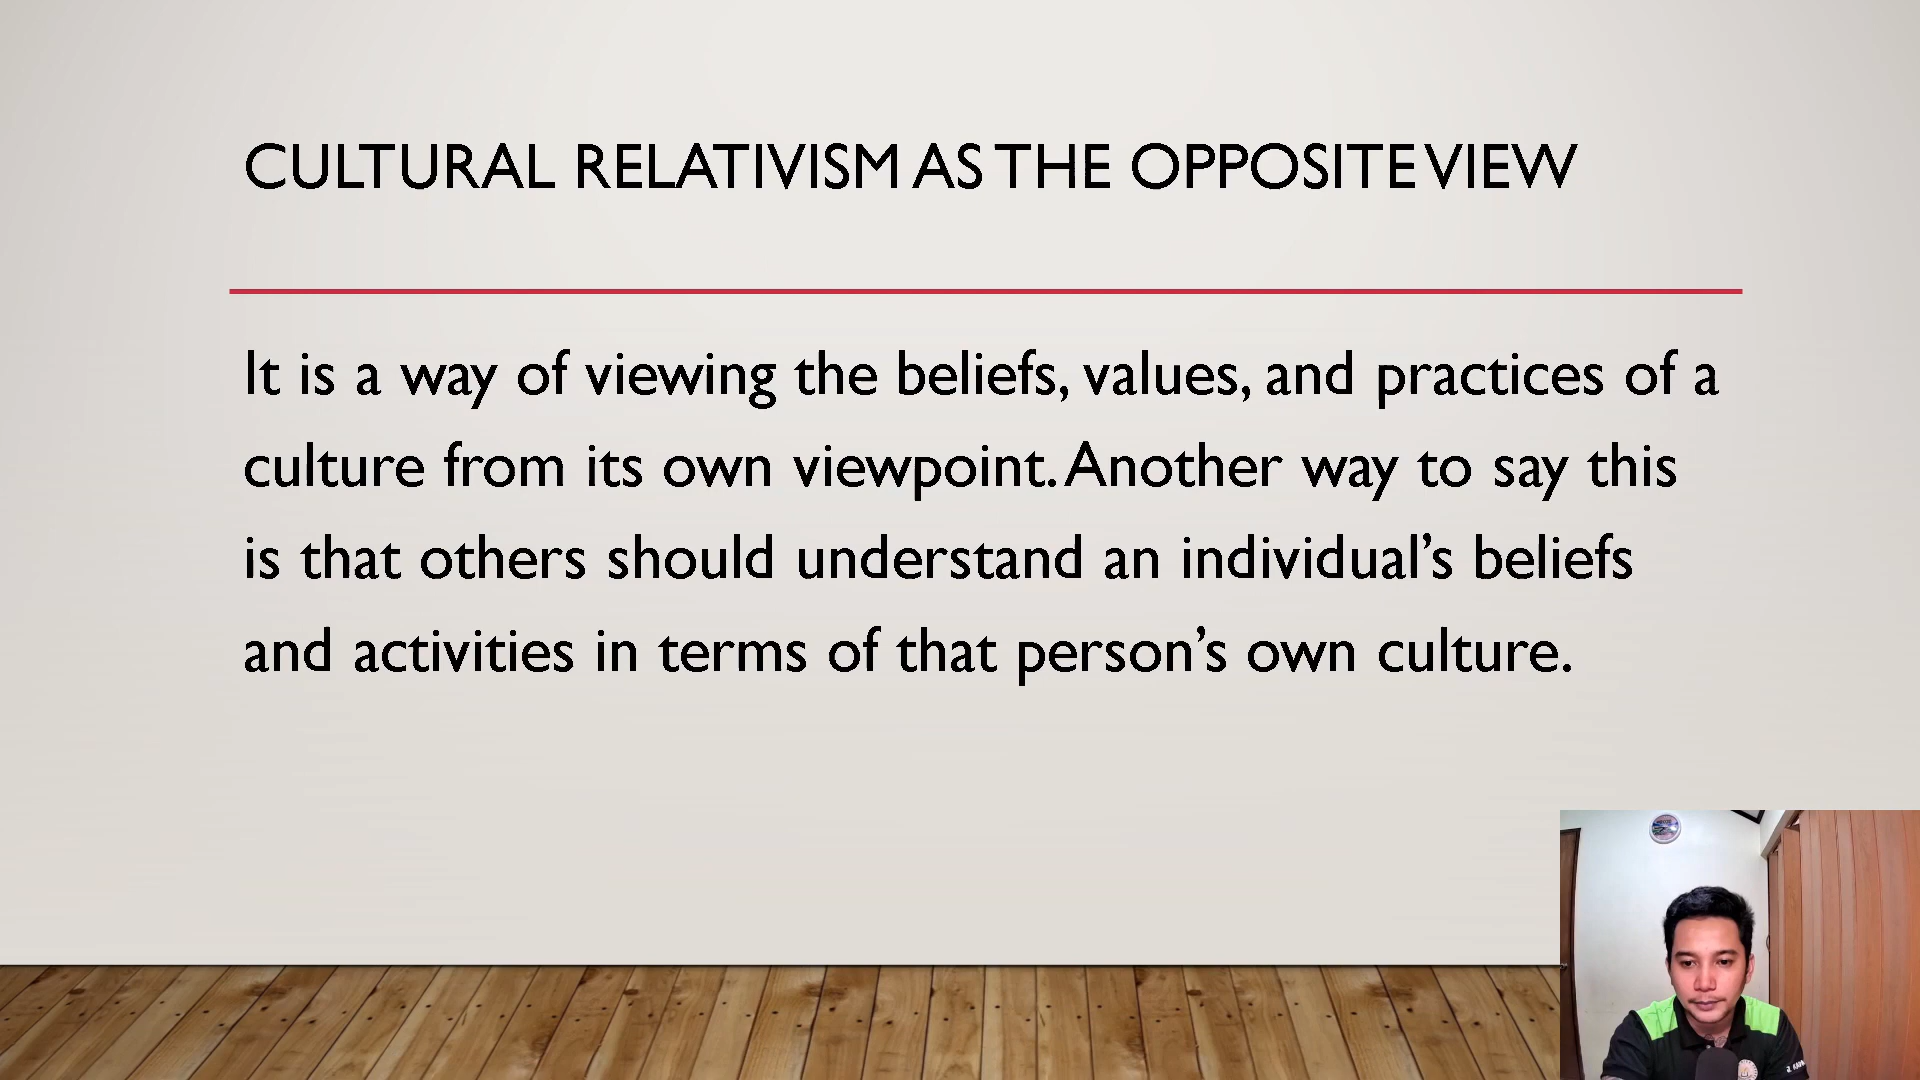 CULTURAL RELATIVISM AS THE OPPOSITE VIEW
It is a way of viewing the beliefs, values, and practices of a
culture from its own viewpoint. Another way to say this
is that others should understand an individual’s beliefs
and activities in terms of that person’s own culture.